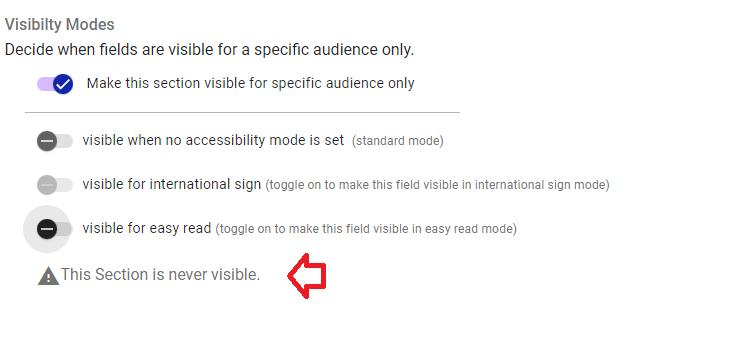 Visibilty Modes
Decide when fields are visible for a specific audience only.
Make this section visible for specific audience only
visible when no accessibility mode is set (standard mode)
visible for international sign (toggle on to make this field visible in international sign mode)
visible for easy read (toggle on to make this field visible in easy read mode)
This Section is never visible.